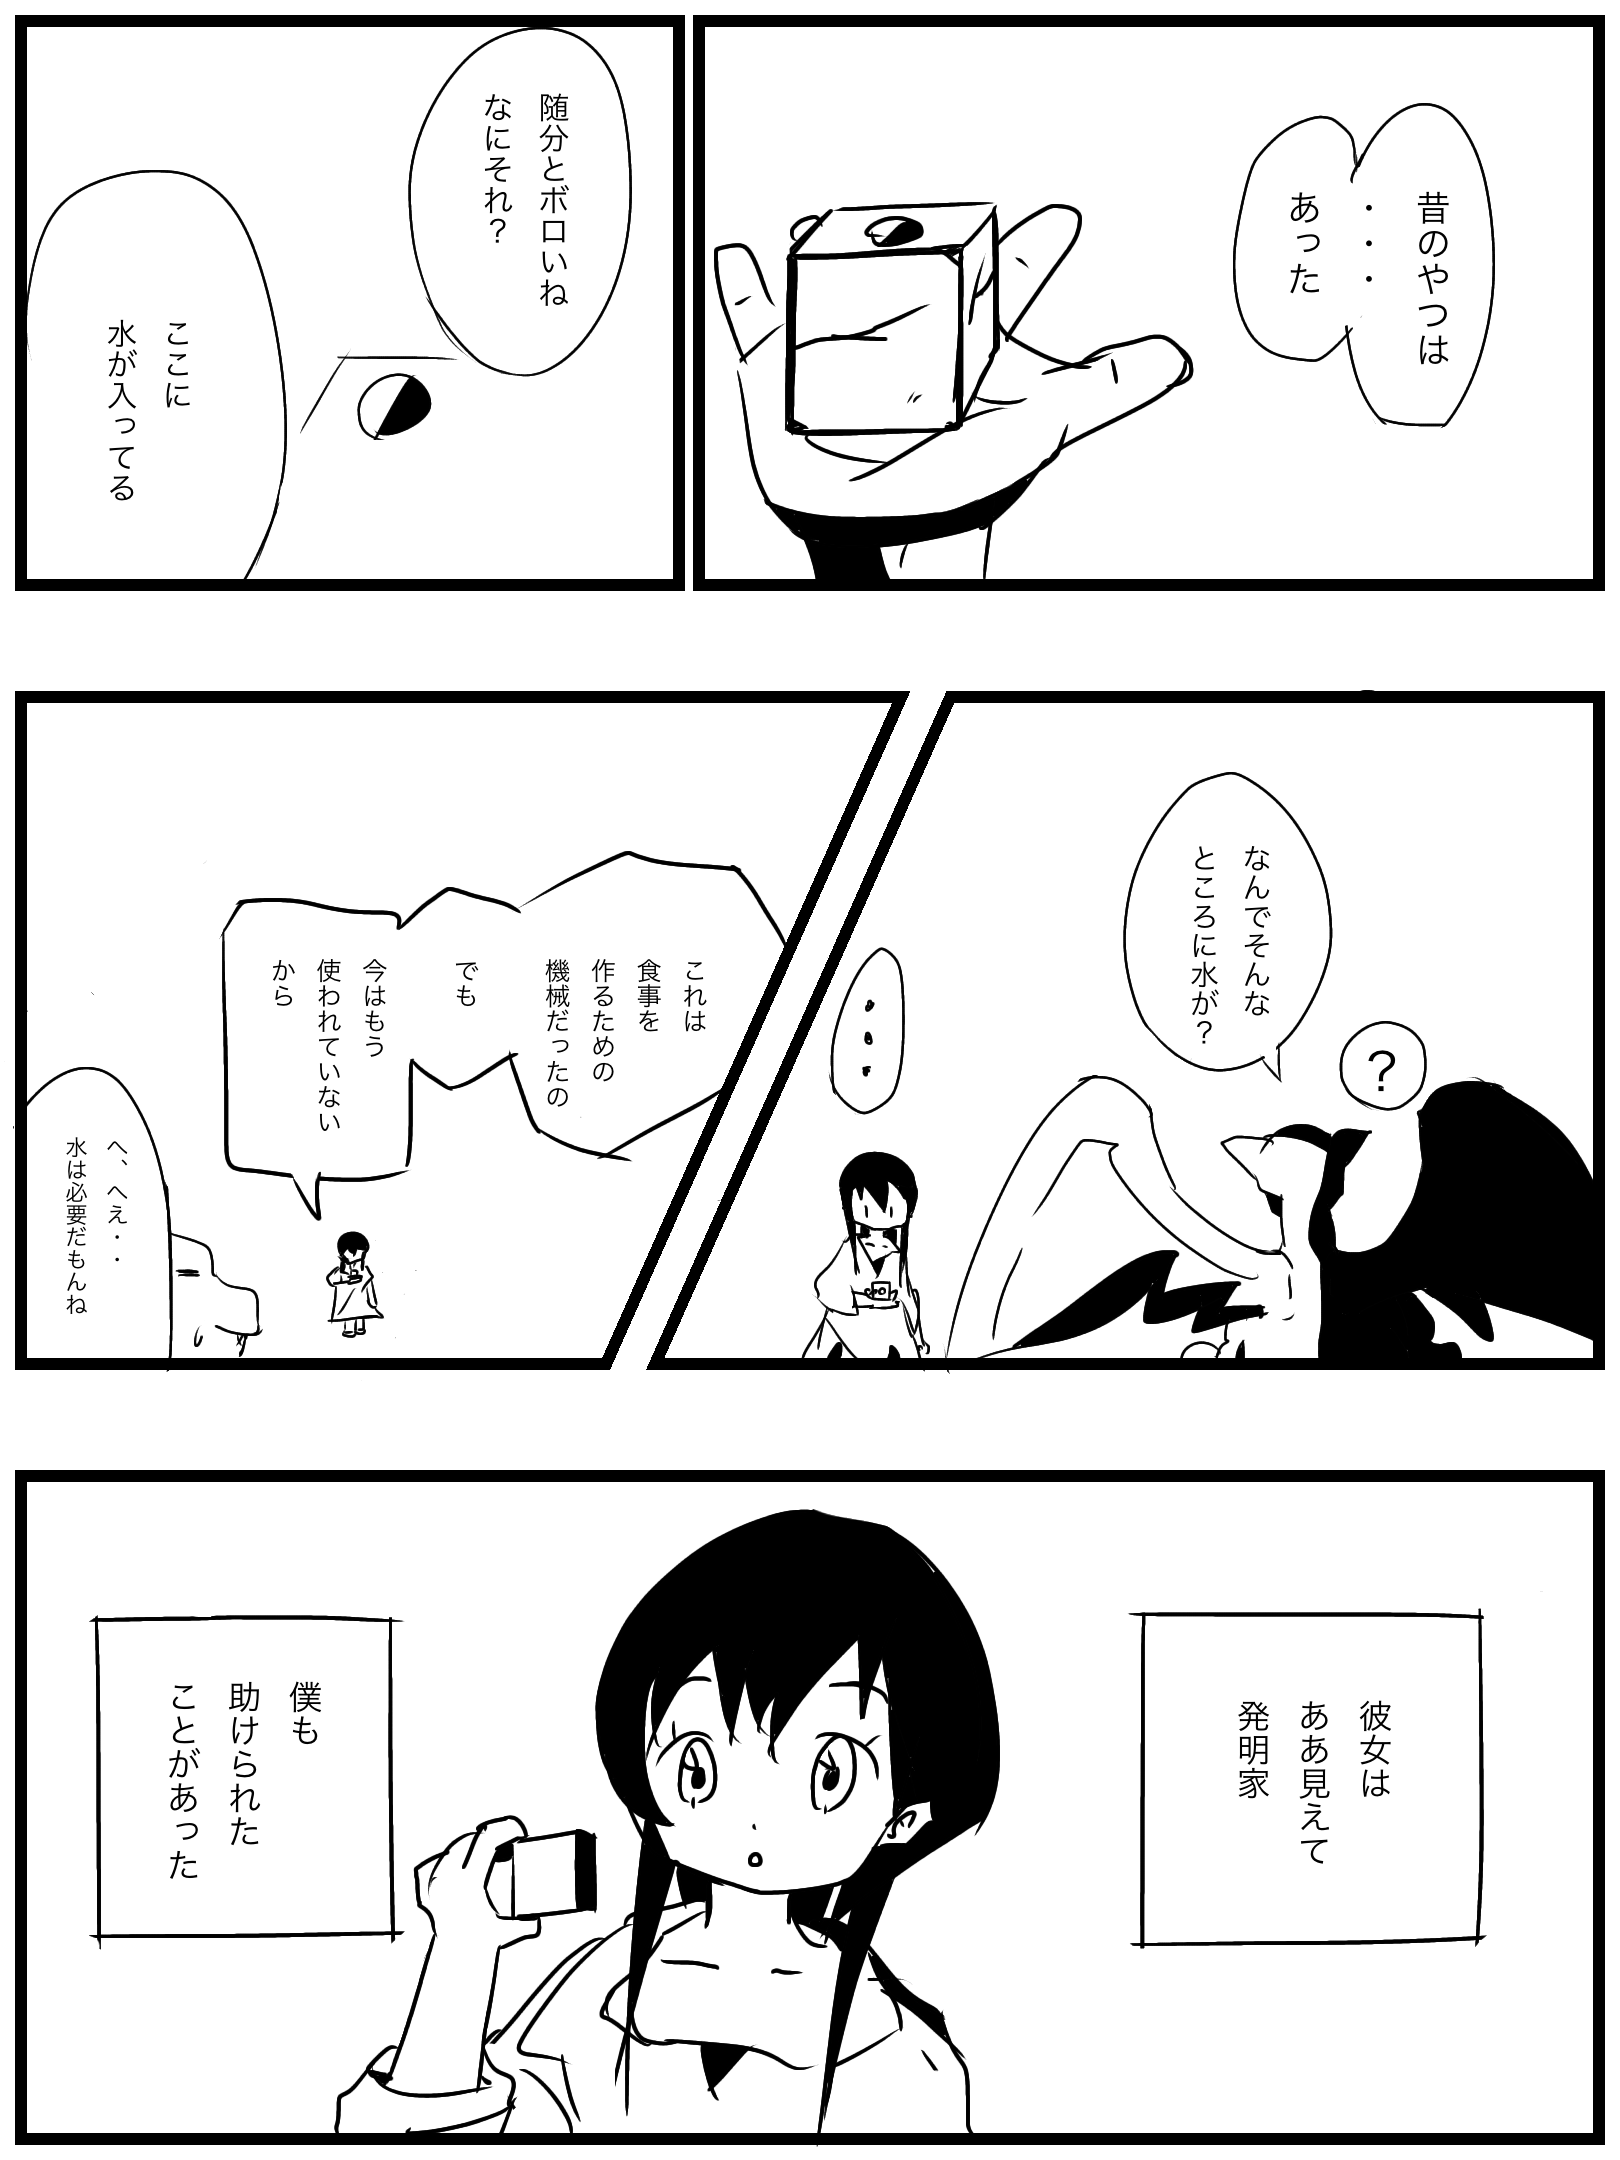 昔のやつは
・・・
あった
随分とボロいね
なにそれ？
ここに
水が入ってる
？
なんでそんな
ところに水が？
・・・
これは
食事を
作るための
機械だったの
でも
今はもう
使われていない
から
へ、へえ・・
水は必要だもんね
彼女は
ああ見えて
発明家
僕も
助けられた
ことがあった